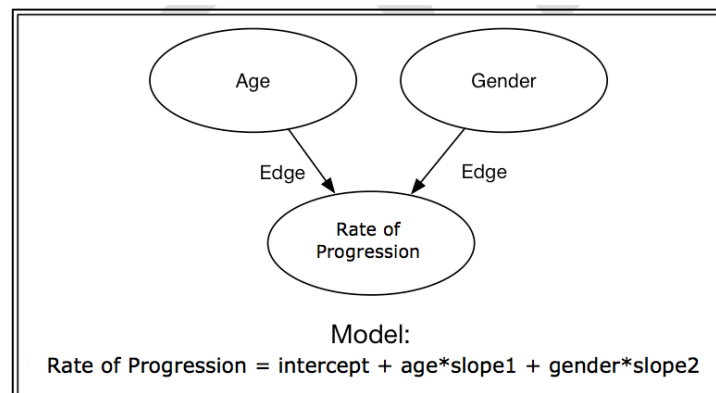 Age
Gender
Edge
Edge
Rate of
Progression
Model:
Rate of Progression = intercept + age*slope1 + gender*slope2